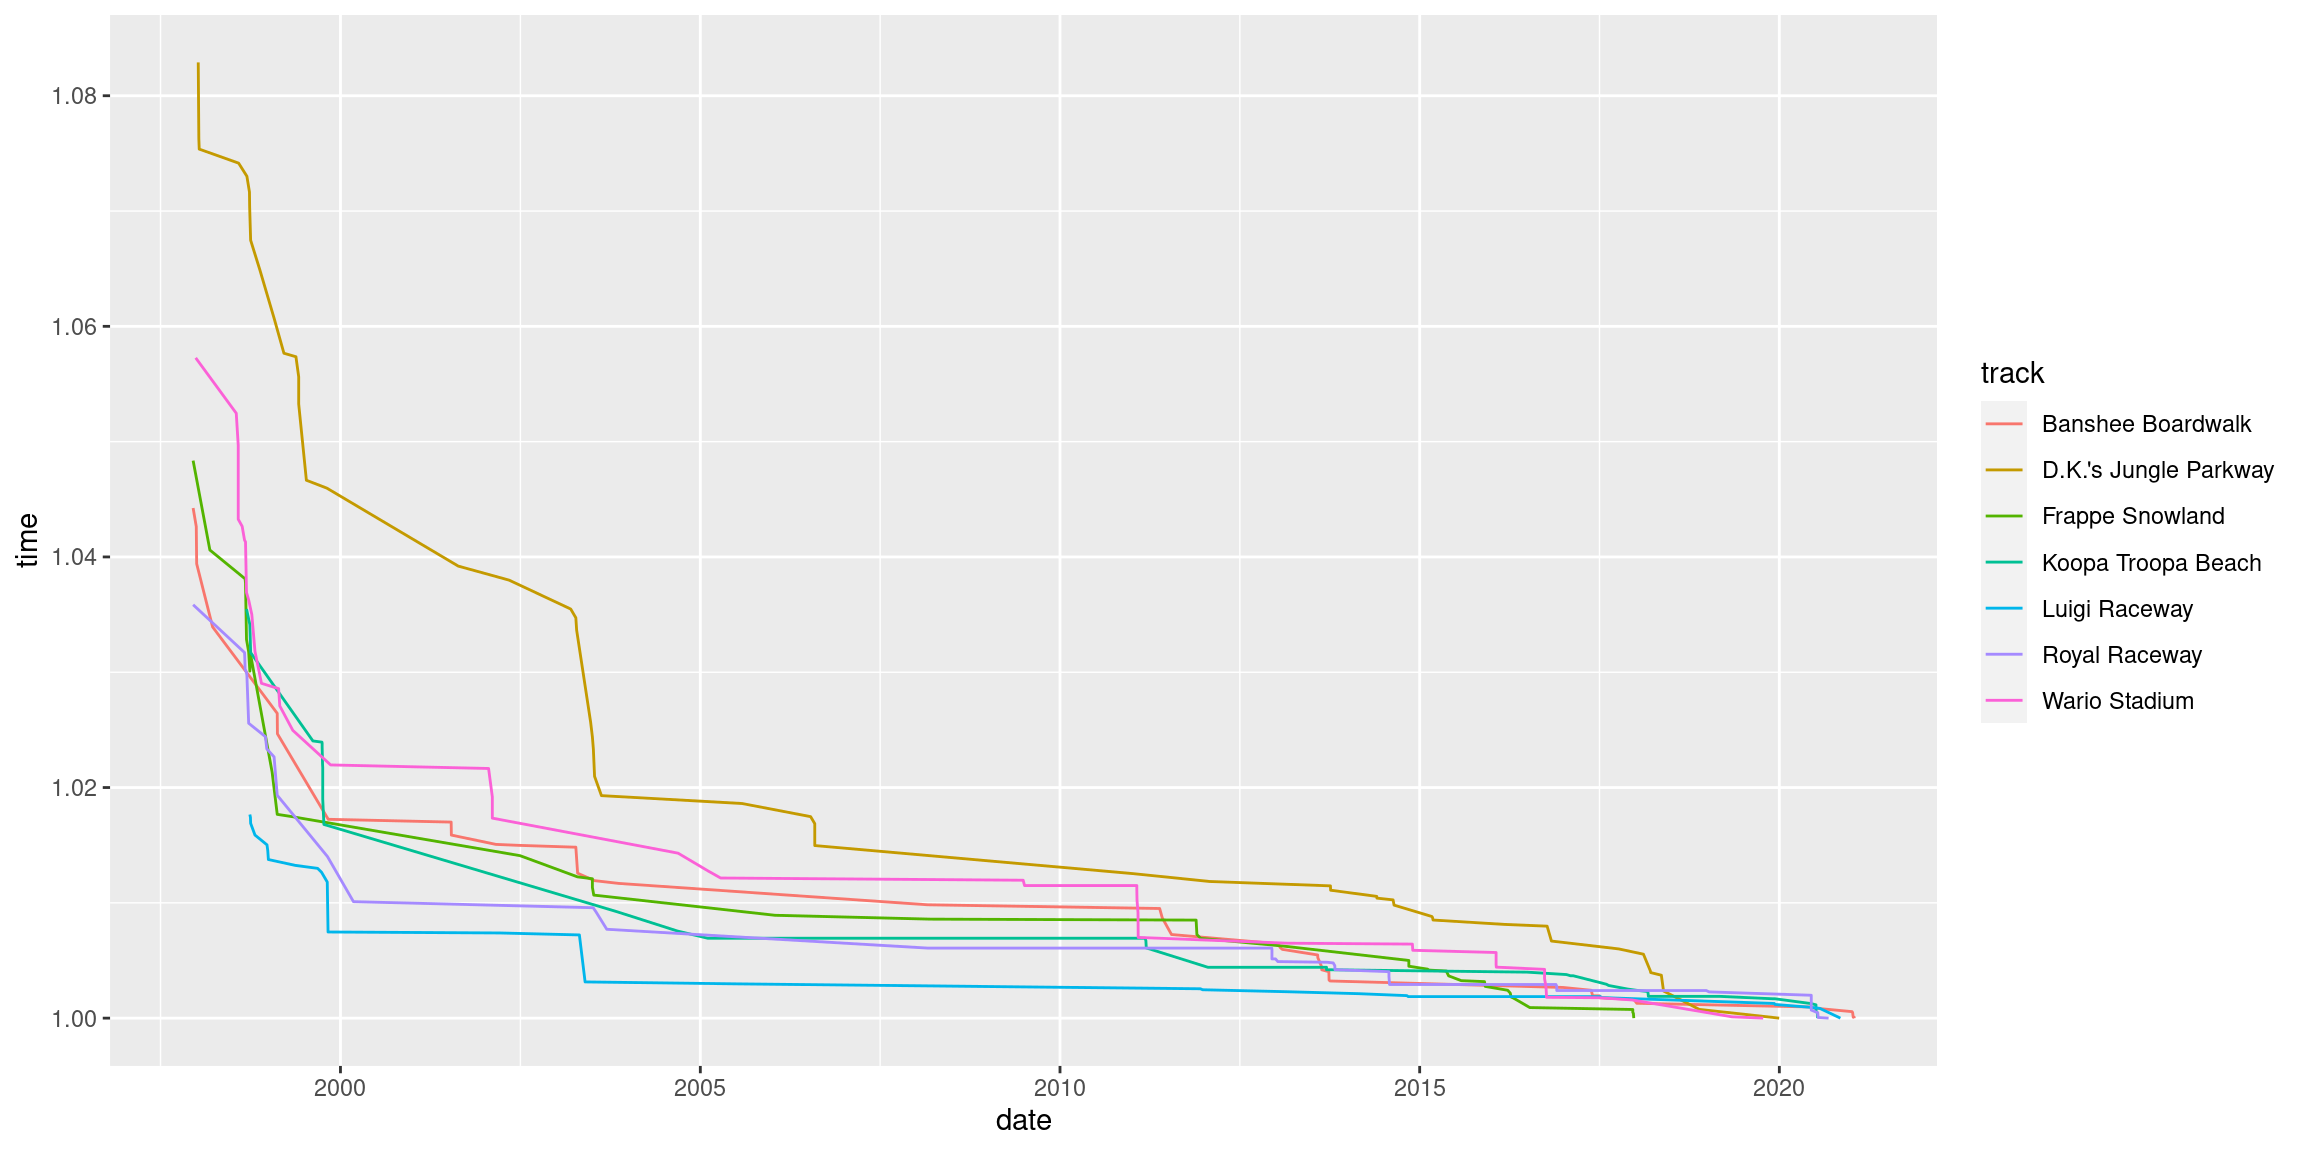 1.08
1.06
1.04
1.02
1.00
time
2000
2005
2010
2015
2020
date
track
Banshee Boardwalk
D.K.'s Jungle Parkway
Frappe Snowland
Koopa Troopa Beach
Luigi Raceway
Royal Raceway
Wario Stadium